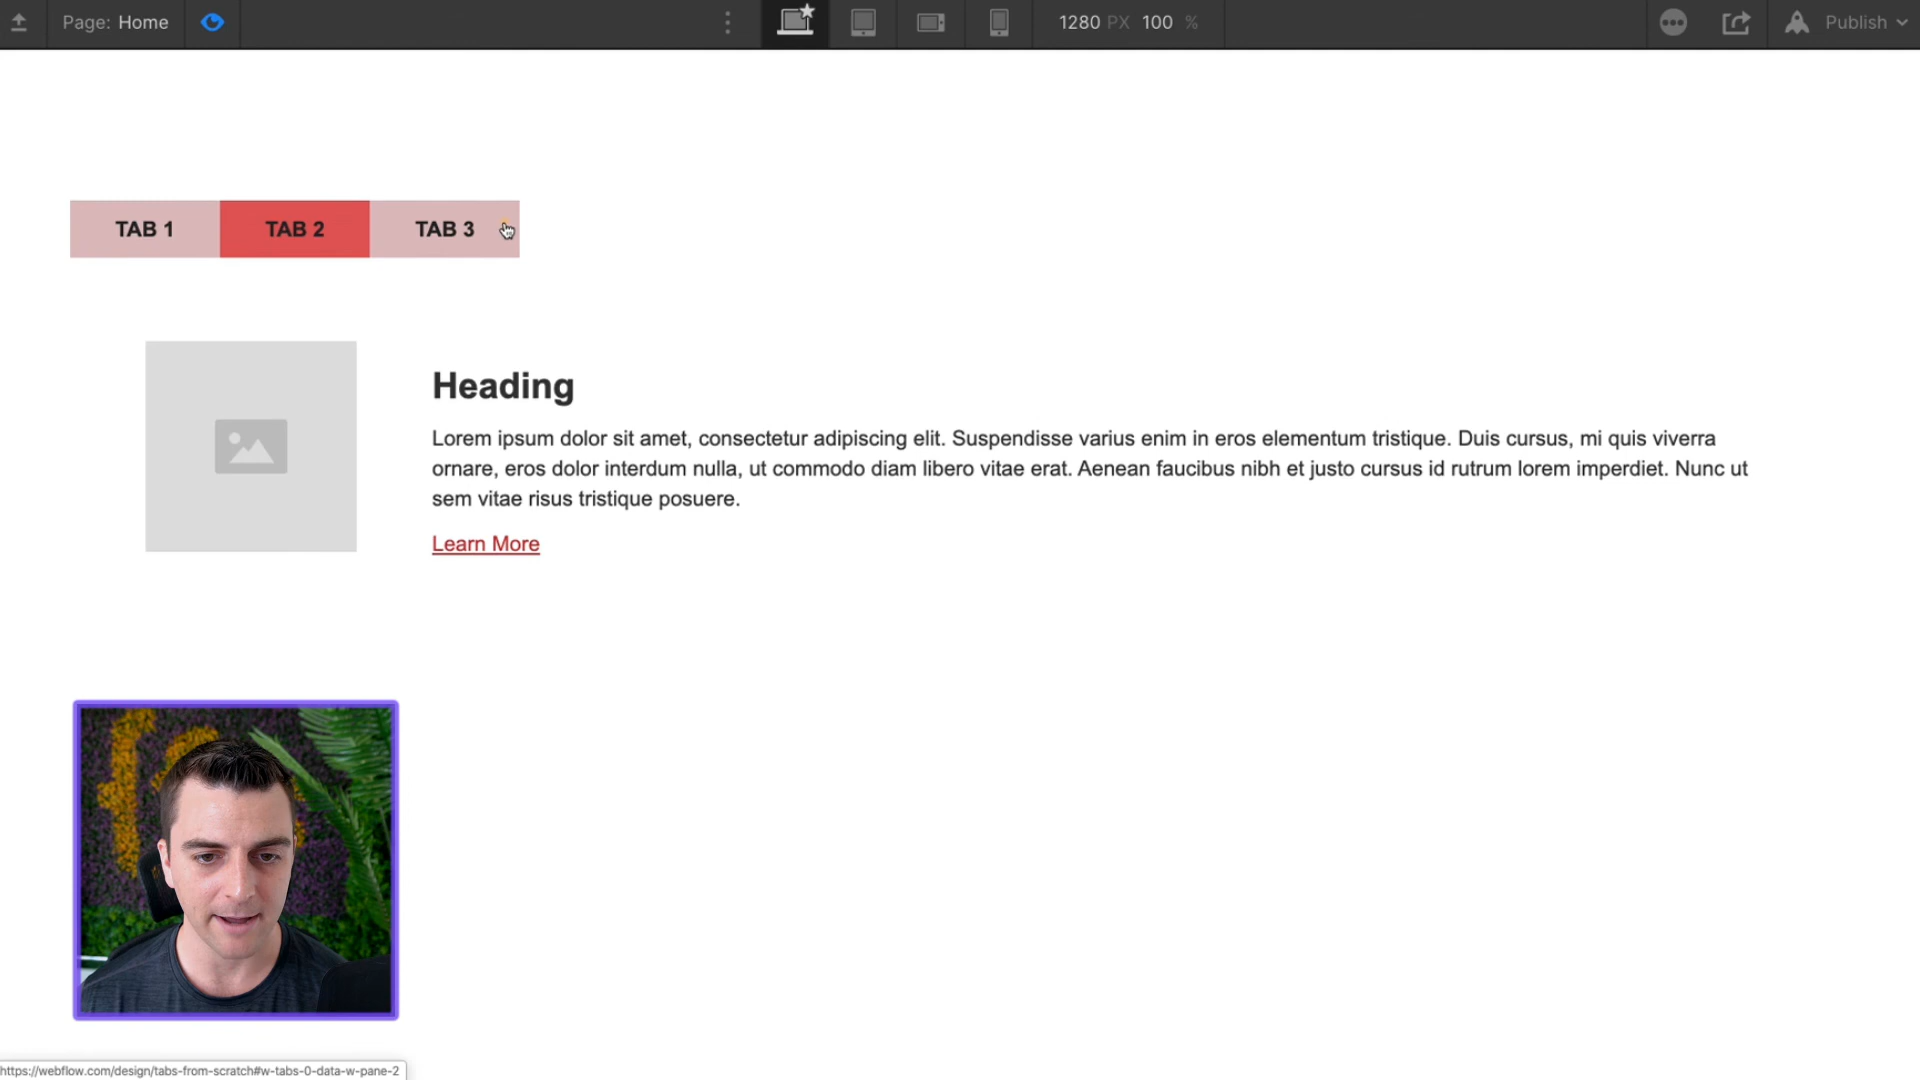 Page: Home
1280 PX 100 %
Publish
TAB 1
TAB 2
TAB 3
Heading
Lorem ipsum dolor sit amet, consectetur adipiscing elit. Suspendisse varius enim in eros elementum tristique. Duis cursus, mi quis viverra
ornare, eros dolor interdum nulla, ut commodo diam libero vitae erat. Aenean faucibus nibh et justo cursus id rutrum lorem imperdiet. Nunc ut
sem vitae risus tristique posuere.
Learn More
https://webflow.com/design/tabs-from-scratch#w-tabs-0-data-w-pane-2